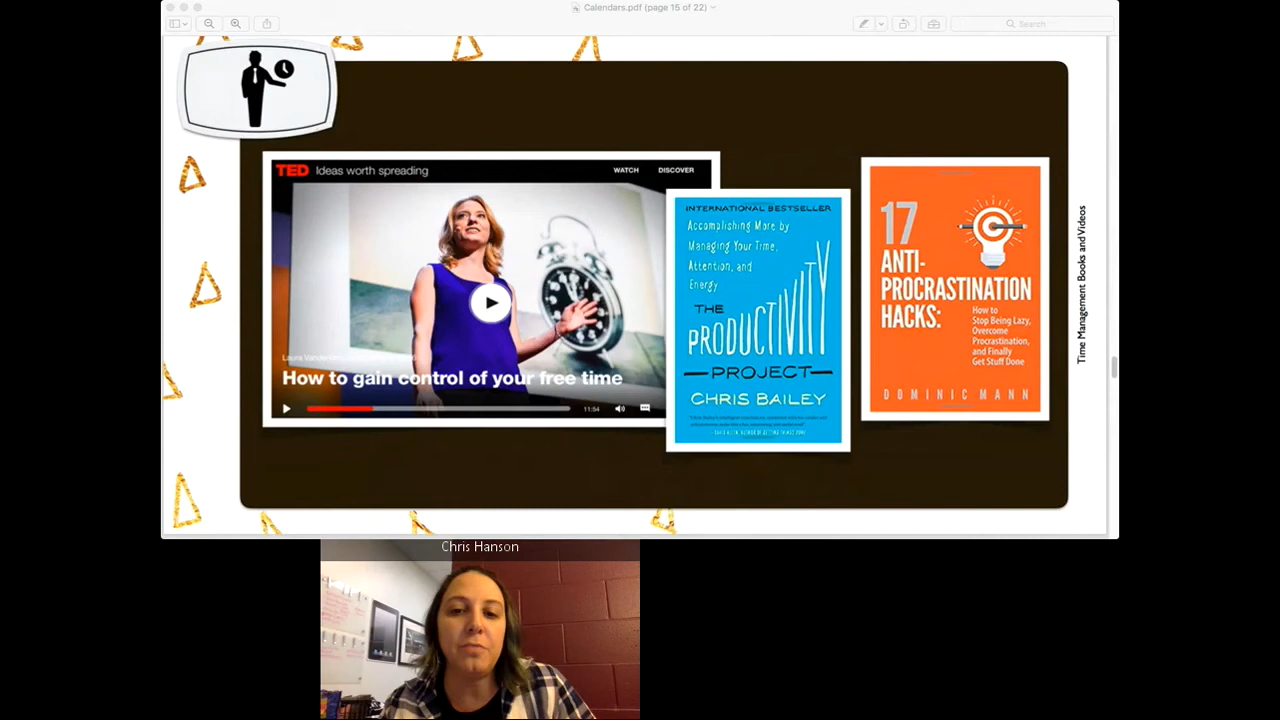 Calendars.pdf (page 15 of 22)
Search
TED Ideas worth spreading
WATCH
DISCOVER
Laura
How to gain control of your free time
11:54
INTERNATIONAL BESTSELLER
Accomplishing More by
Managing Your Time,
Attention, and
Energy
THE
PRODUCTIVITY
PROJECT
CHRIS BAILEY
17
ANTI-
PROCRASTINATION
HACKS:
How to
Stop Being Lazy,
Overcome
Procrastination,
and Finally
Get Stuff Done
DOMINIC MANN
Time Management Books and Videos
Chris Hanson